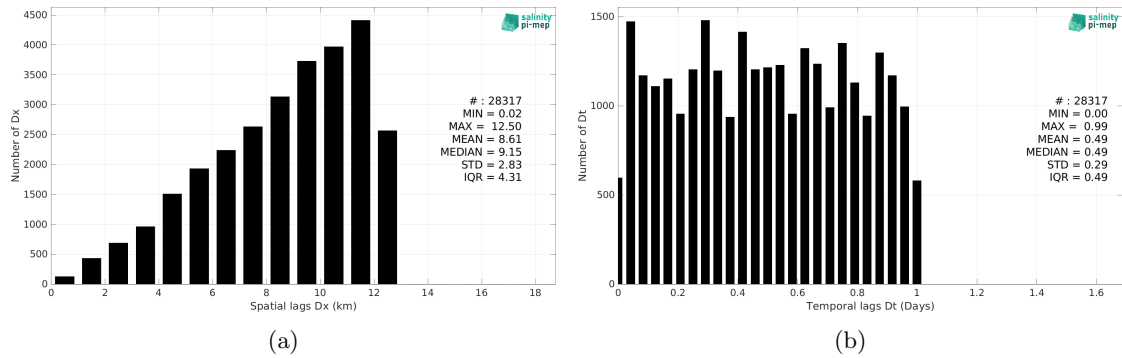 4500
4000
3500
3000
2500
2000
1500
1000
500
0
Number of Dx
0 2 4 6 8 10 12 14 16 18
Spatial lags Dx (km)
salinity
pi-mep
# : 28317
MIN = 0.02
MAX = 12.50
MEAN = 8.61
MEDIAN = 9.15
STD = 2.83
IQR = 4.31
(a)
1500
1000
500
0
Number of Dt
0 0.2 0.4 0.6 0.8 1 1.2 1.4 1.6
Temporal lags Dt (Days)
salinity
pi-mep
# : 28317
MIN = 0.00
MAX = 0.99
MEAN = 0.49
MEDIAN = 0.49
STD = 0.29
IQR = 0.49
(b)